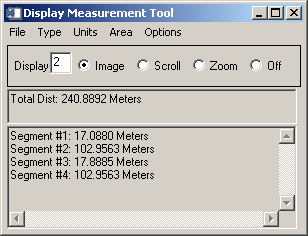 Display Measurement Tool
File Type Units Area Options
Display 2 Image Scroll Zoom Off
Total Dist: 240.8892 Meters
Segment #1: 17.0880 Meters
Segment #2: 102.9563 Meters
Segment #3: 17.8885 Meters
Segment #4: 102.9563 Meters